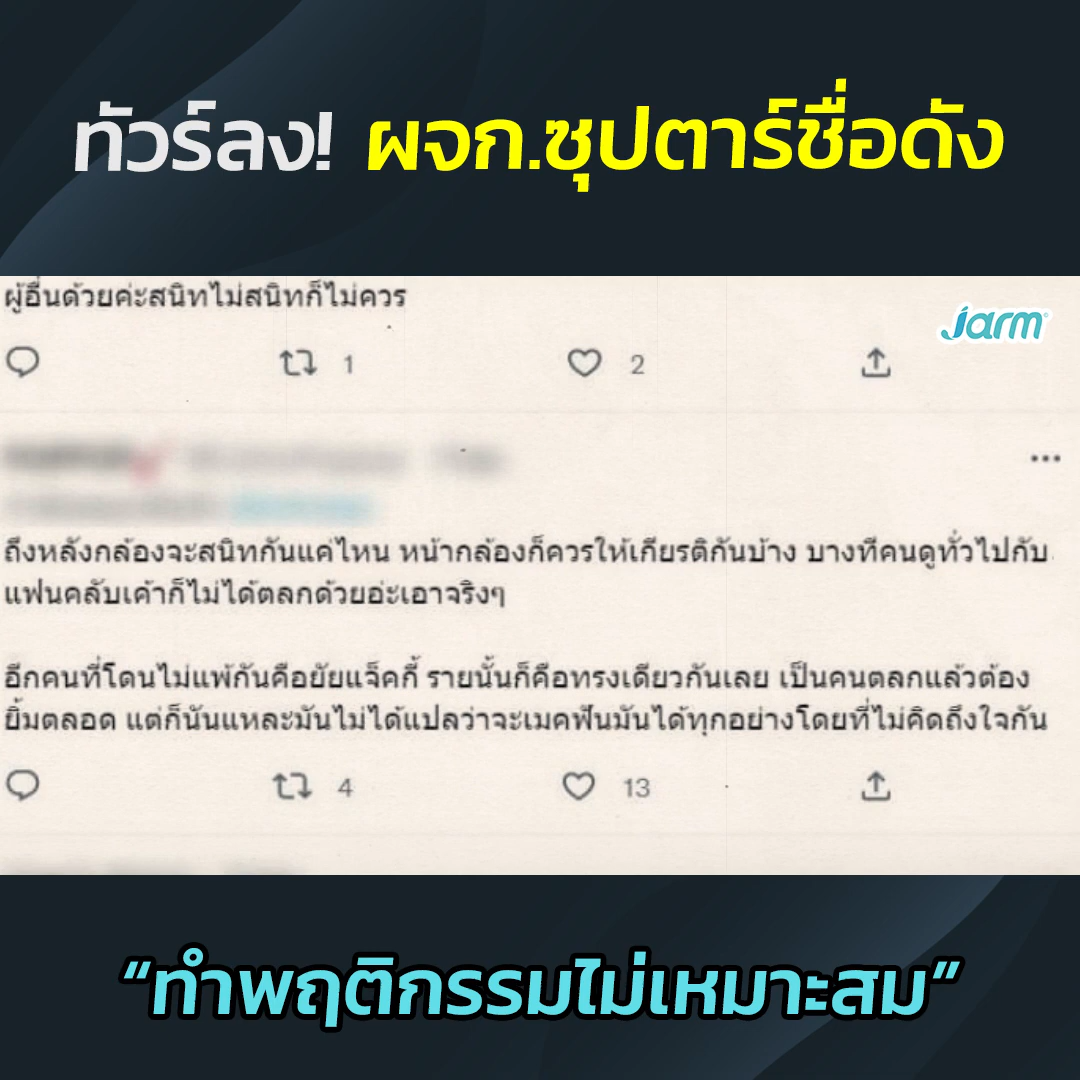 ทัวร์ลง! ผจก.ซุปตาร์ชื่อดัง
ผู้อื่นด้วยค่ะสนิทไม่สนิทก็ไม่ควร
jarm
1 2
ถึงหลังกล้องจะสนิทกันแค่ไหน หน้ากล้องก็ควรให้เกียรติกันบ้าง บางทีคนดูทั่วไปกับ
แฟนคลับเค้าก็ไม่ได้ตลกด้วยอ่ะเอาจริงๆ
อีกคนที่โดนไม่แพ้กันคือยัยแจ็คกี้ รายนั้นก็คือทรงเดียวกันเลย เป็นคนตลกแล้วต้อง
ยิ้มตลอด แต่ก็นันแหละมันไม่ได้แปลว่าจะเมคฟันมันได้ทุกอย่างโดยที่ไม่คิดถึงใจกัน
4 13
“ทำพฤติกรรมไม่เหมาะสม”